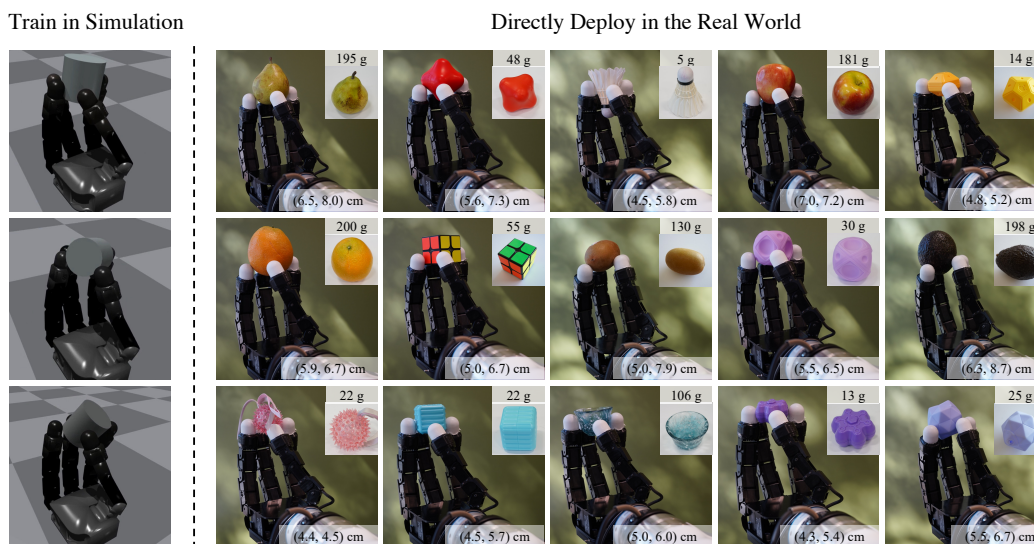 Train in Simulation
Directly Deploy in the Real World
195 g
48 g
5 g
181 g
14 g
(6.5, 8.0) cm
(5.6, 7.3) cm
(4.5, 5.8) cm
(7.0, 7.2) cm
(4.8, 5.2) cm
200 g
55 g
130 g
30 g
198 g
(5.9, 6.7) cm
(5.0, 6.7) cm
(5.0, 7.9) cm
(5.5, 6.5) cm
(6.3, 8.7) cm
22 g
22 g
106 g
13 g
25 g
(4.4, 4.5) cm
(4.5, 5.7) cm
(5.0, 6.0) cm
(4.3, 5.4) cm
(5.5, 6.7) cm